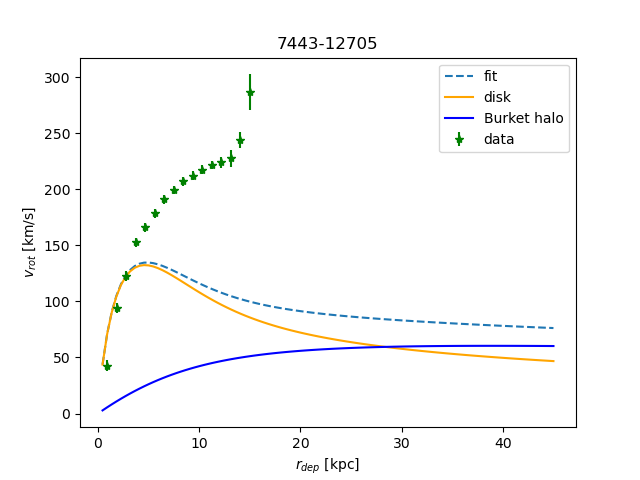 7443-12705
fit
disk
Burket halo
data
v_rot [km/s]
300
250
200
150
100
50
0
0 10 20 30 40
r_dep [kpc]